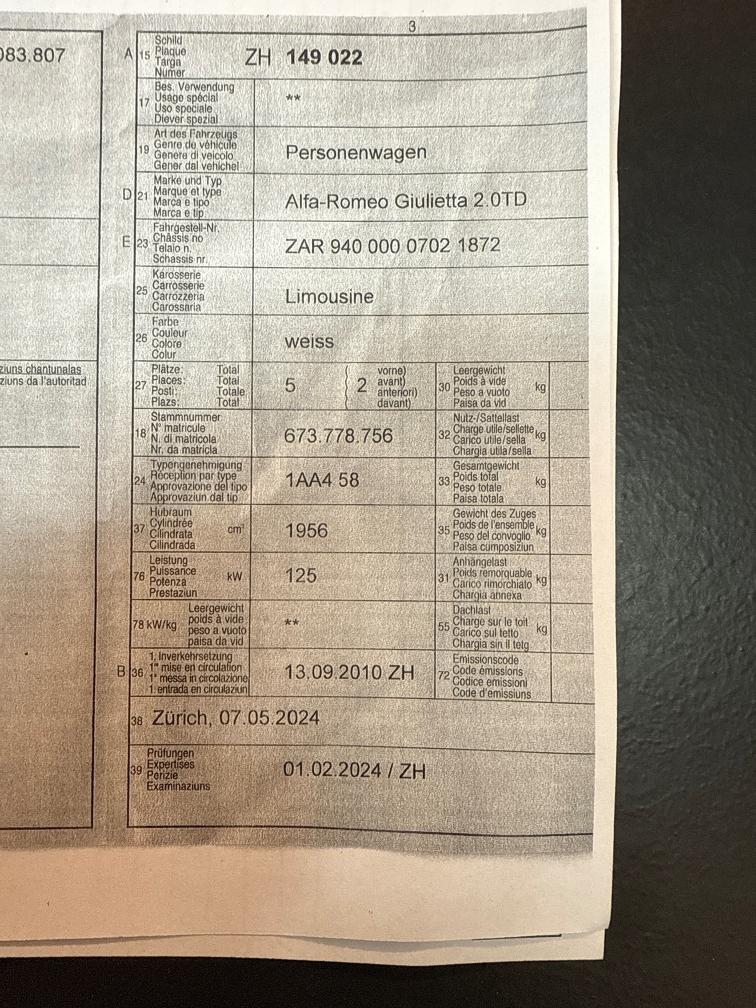 3
083.807
A 15 Schild
Plaque
Targa
Numer
ZH 149 022
17 Bes. Verwendung
Usage spécial
Uso speciale
Diever spezial
**
19 Art des Fahrzeugs
Genre de véhicule
Genere di veicolo
Gener dal vehichel
Personenwagen
D 21 Marke und Typ
Marque et type
Marca e tipo
Marca e tip
Alfa-Romeo Giulietta 2.0TD
E 23 Fahrgestell-Nr.
Châssis no
Telaio n.
Schassis nr.
ZAR 940 000 0702 1872
25 Karosserie
Carrosserie
Carrozzeria
Carossaria
Limousine
26 Farbe
Couleur
Colore
Colur
weiss
ziuns chantunalas
ziuns da l'autoritad
27 Plätze: Total
Places: Total
Posti: Totale
Plazs: Total
5 ( 2 vorne)
avant)
anteriori)
davant)
30 Leergewicht
Poids à vide
Peso a vuoto
Paisa da vid
kg
18 Stammnummer
N° matricule
N. di matricola
Nr. da matricla
673.778.756
32 Nutz-/Sattellast
Charge utile/sellette
Carico utile/sella
Chargia utila/sella
kg
24 Typengenehmigung
Réception par type
Approvazione del tipo
Approvaziun dal tip
1AA4 58
33 Gesamtgewicht
Poids total
Peso totale
Paisa totala
kg
37 Hubraum
Cylindrée
Cilindrata
Cilindrada
cm³
1956
35 Gewicht des Zuges
Poids de l'ensemble
Peso del convoglio
Paisa cumposiziun
kg
76 Leistung
Puissance
Potenza
Prestaziun
kW
125
31 Anhängelast
Poids remorquable
Carico rimorchiato
Chargia annexa
kg
78 kW/kg Leergewicht
poids à vide
peso a vuoto
paisa da vid
**
55 Dachlast
Charge sur le toit
Carico sul tetto
Chargia sin il tetg
kg
B 36 1. Inverkehrsetzung
1re mise en circulation
1a messa in circolazione
1. entrada en circulaziun
13.09.2010 ZH
72 Emissionscode
Code émissions
Codice emissioni
Code d'emissiuns
38 Zürich, 07.05.2024
39 Prüfungen
Expertises
Perizie
Examinaziuns
01.02.2024 / ZH